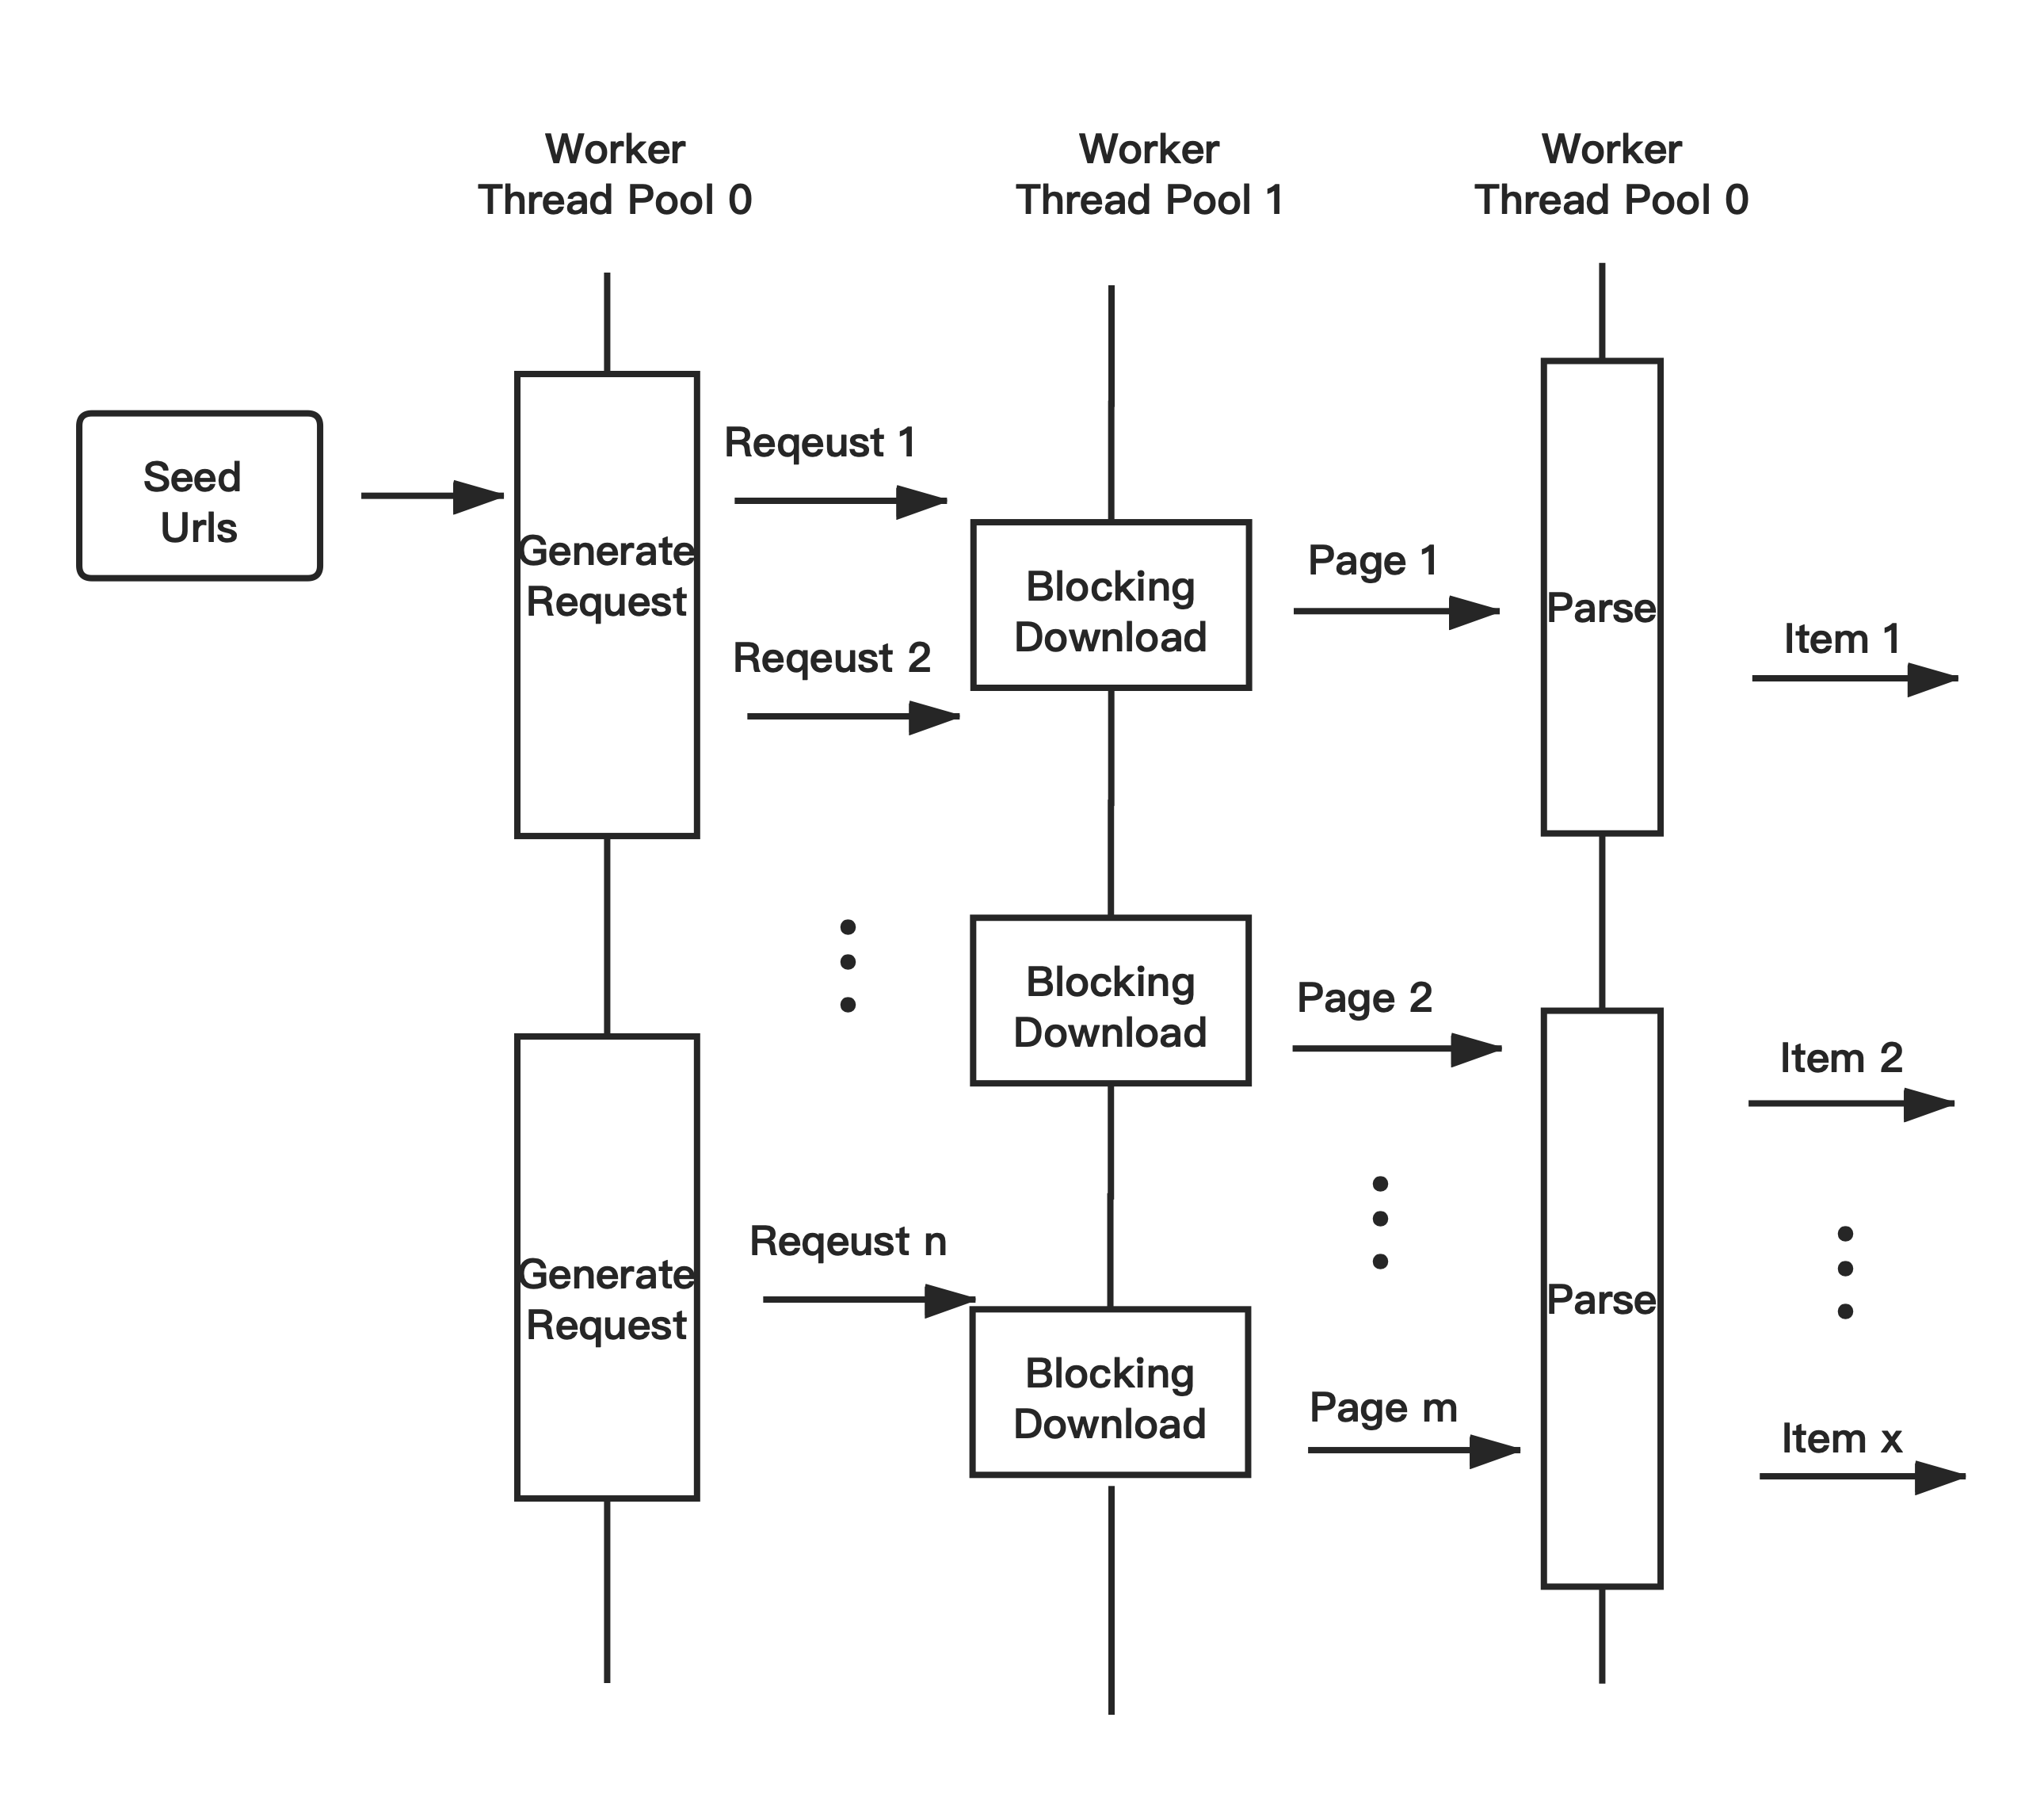 Worker
Thread Pool 0
Worker
Thread Pool 1
Worker
Thread Pool 0
Seed
Urls
Generate
Request
Reqeust 1
Reqeust 2
Blocking
Download
Page 1
Parse
Item 1
Blocking
Download
Page 2
Item 2
Generate
Request
Reqeust n
Blocking
Download
Page m
Parse
Item x